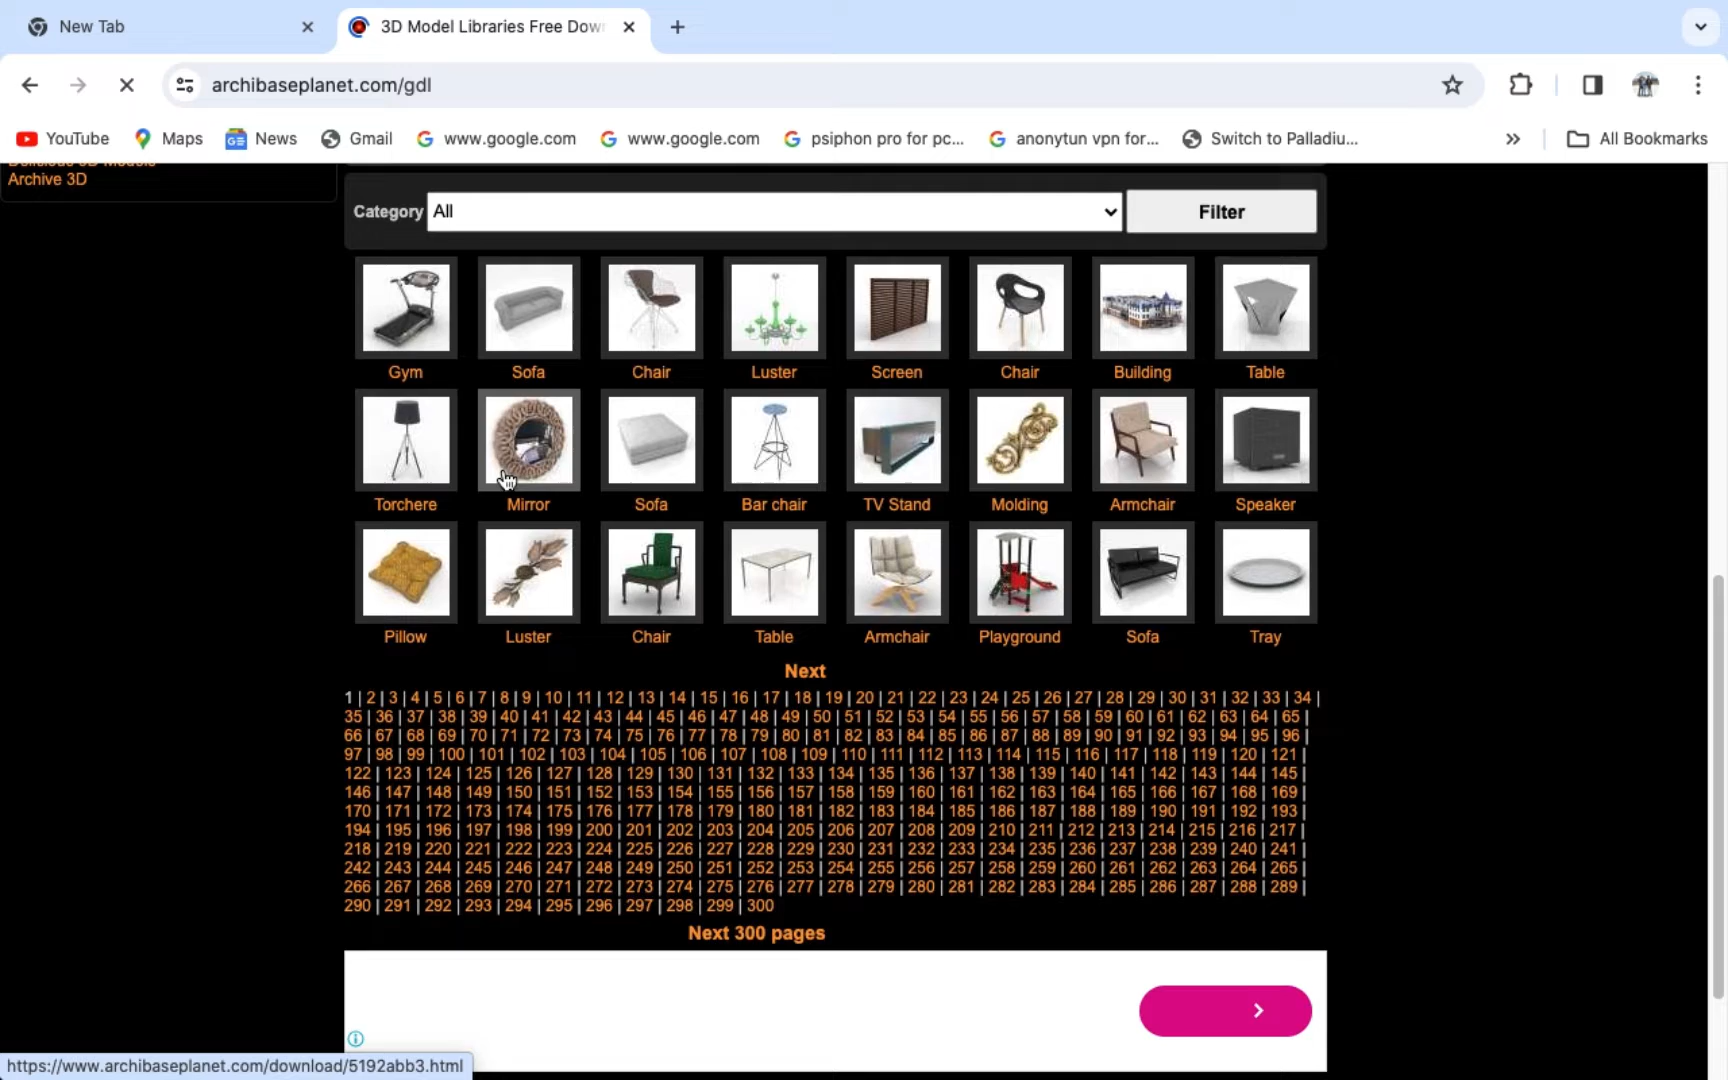 New Tab
3D Model Libraries Free Dow
archibaseplanet.com/gdl
YouTube Maps News Gmail www.google.com www.google.com psiphon pro for pc... anonytun vpn for... Switch to Palladiu... » All Bookmarks
Delicious 3D Models
Archive 3D
Category All Filter
Gym Sofa Chair Luster Screen Chair Building Table
Torchere Mirror Sofa Bar chair TV Stand Molding Armchair Speaker
Pillow Luster Chair Table Armchair Playground Sofa Tray
Next
1 | 2 | 3 | 4 | 5 | 6 | 7 | 8 | 9 | 10 | 11 | 12 | 13 | 14 | 15 | 16 | 17 | 18 | 19 | 20 | 21 | 22 | 23 | 24 | 25 | 26 | 27 | 28 | 29 | 30 | 31 | 32 | 33 | 34 |
35 | 36 | 37 | 38 | 39 | 40 | 41 | 42 | 43 | 44 | 45 | 46 | 47 | 48 | 49 | 50 | 51 | 52 | 53 | 54 | 55 | 56 | 57 | 58 | 59 | 60 | 61 | 62 | 63 | 64 | 65 |
66 | 67 | 68 | 69 | 70 | 71 | 72 | 73 | 74 | 75 | 76 | 77 | 78 | 79 | 80 | 81 | 82 | 83 | 84 | 85 | 86 | 87 | 88 | 89 | 90 | 91 | 92 | 93 | 94 | 95 | 96 |
97 | 98 | 99 | 100 | 101 | 102 | 103 | 104 | 105 | 106 | 107 | 108 | 109 | 110 | 111 | 112 | 113 | 114 | 115 | 116 | 117 | 118 | 119 | 120 | 121 |
122 | 123 | 124 | 125 | 126 | 127 | 128 | 129 | 130 | 131 | 132 | 133 | 134 | 135 | 136 | 137 | 138 | 139 | 140 | 141 | 142 | 143 | 144 | 145 |
146 | 147 | 148 | 149 | 150 | 151 | 152 | 153 | 154 | 155 | 156 | 157 | 158 | 159 | 160 | 161 | 162 | 163 | 164 | 165 | 166 | 167 | 168 | 169 |
170 | 171 | 172 | 173 | 174 | 175 | 176 | 177 | 178 | 179 | 180 | 181 | 182 | 183 | 184 | 185 | 186 | 187 | 188 | 189 | 190 | 191 | 192 | 193 |
194 | 195 | 196 | 197 | 198 | 199 | 200 | 201 | 202 | 203 | 204 | 205 | 206 | 207 | 208 | 209 | 210 | 211 | 212 | 213 | 214 | 215 | 216 | 217 |
218 | 219 | 220 | 221 | 222 | 223 | 224 | 225 | 226 | 227 | 228 | 229 | 230 | 231 | 232 | 233 | 234 | 235 | 236 | 237 | 238 | 239 | 240 | 241 |
242 | 243 | 244 | 245 | 246 | 247 | 248 | 249 | 250 | 251 | 252 | 253 | 254 | 255 | 256 | 257 | 258 | 259 | 260 | 261 | 262 | 263 | 264 | 265 |
266 | 267 | 268 | 269 | 270 | 271 | 272 | 273 | 274 | 275 | 276 | 277 | 278 | 279 | 280 | 281 | 282 | 283 | 284 | 285 | 286 | 287 | 288 | 289 |
290 | 291 | 292 | 293 | 294 | 295 | 296 | 297 | 298 | 299 | 300
Next 300 pages
https://www.archibaseplanet.com/download/5192abb3.html